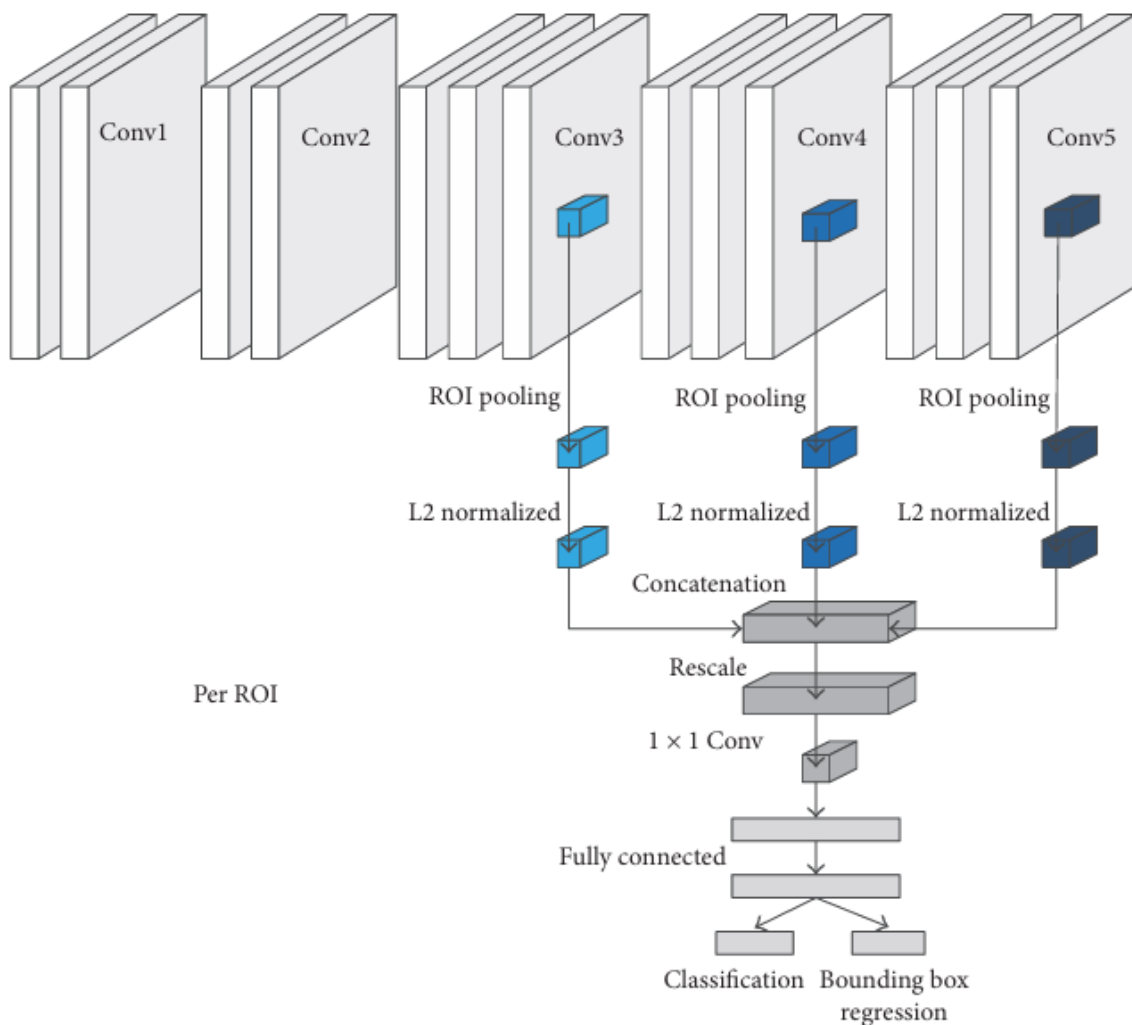 Conv1
Conv2
Conv3
Conv4
Conv5
ROI pooling
ROI pooling
ROI pooling
L2 normalized
L2 normalized
L2 normalized
Concatenation
Rescale
Per ROI
1 × 1 Conv
Fully connected
Classification
Bounding box
regression